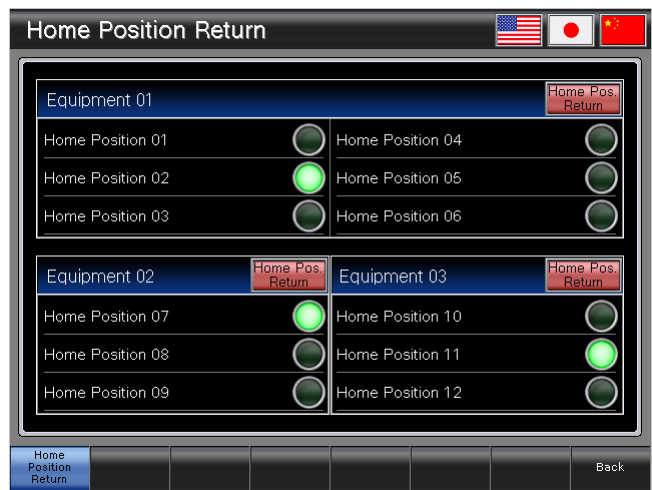 Home Position Return
Equipment 01
Home Pos.
Return
Home Position 01
Home Position 04
Home Position 02
Home Position 05
Home Position 03
Home Position 06
Equipment 02
Home Pos.
Return
Equipment 03
Home Pos.
Return
Home Position 07
Home Position 10
Home Position 08
Home Position 11
Home Position 09
Home Position 12
Home
Position
Return
Back